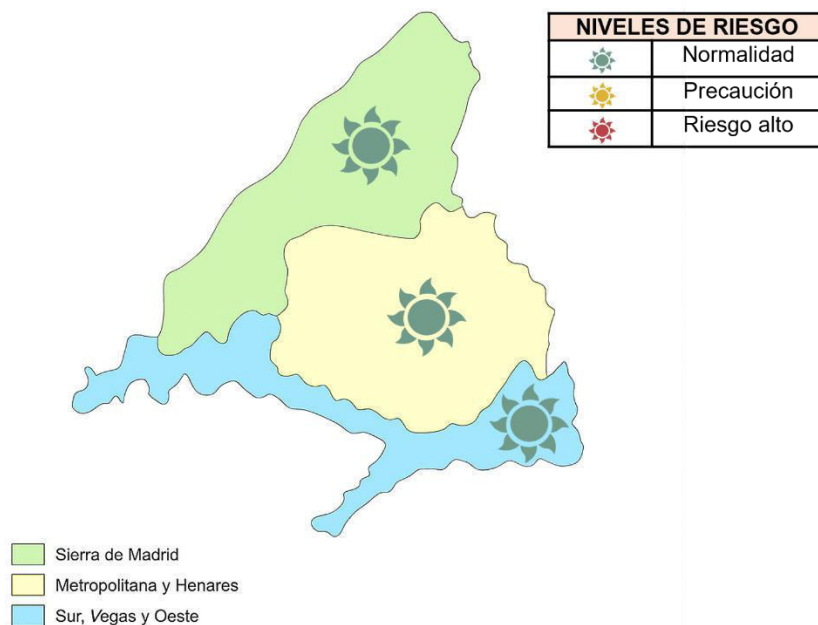 NIVELES DE RIESGO
Normalidad
Precaución
Riesgo alto
Sierra de Madrid
Metropolitana y Henares
Sur, Vegas y Oeste